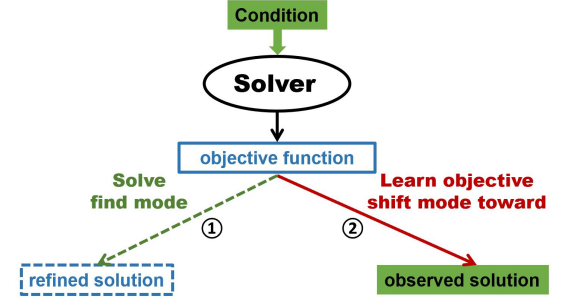 Condition
Solver
objective function
Solve
find mode
Learn objective
shift mode toward
①
②
refined solution
observed solution